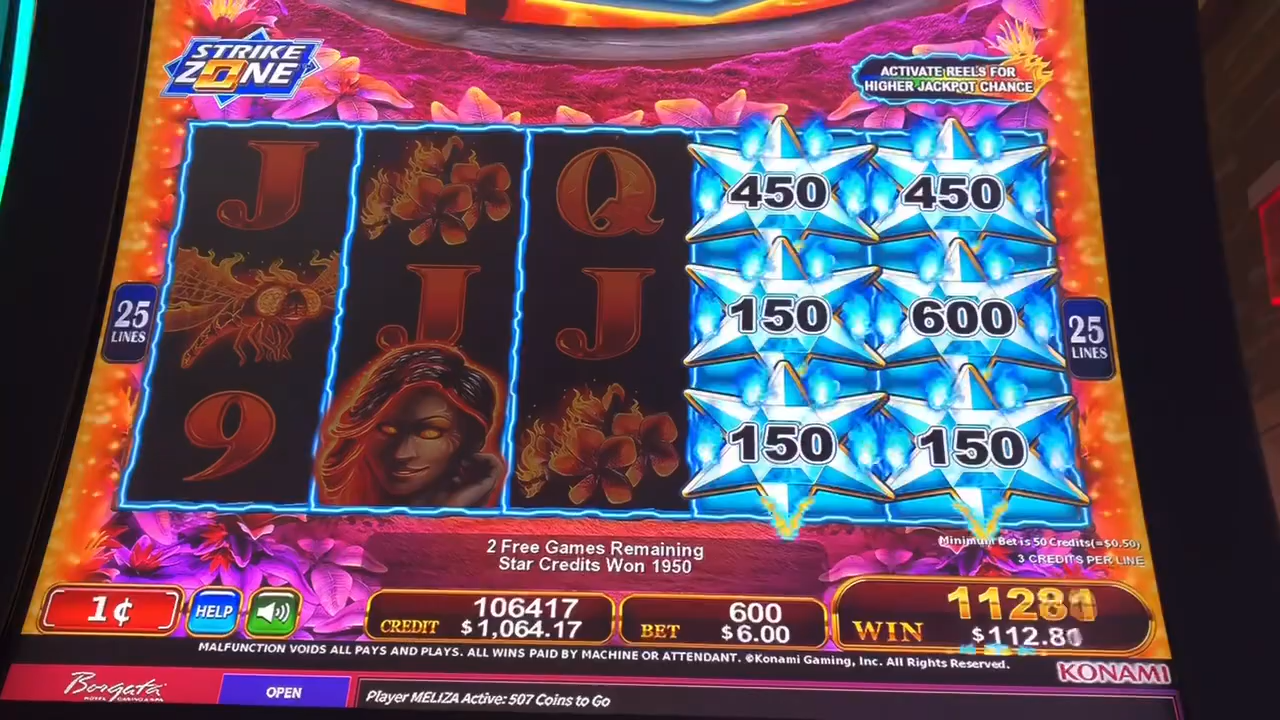 STRIKE
ZONE
ACTIVATE REELS FOR
HIGHER JACKPOT CHANCE
J
Q
450
450
25
LINES
J
J
150
600
25
LINES
9
150
150
2 Free Games Remaining
Star Credits Won 1950
Minimum Bet is 50 Credits(=$0.50)
3 CREDITS PER LINE
1¢
HELP
CREDIT
106417
$1,064.17
BET
600
$6.00
WIN
MALFUNCTION VOIDS ALL PAYS AND PLAYS. ALL WINS PAID BY MACHINE OR ATTENDANT. ©Konami Gaming, Inc. All Rights Reserved.
KONAMI
Borgata
OPEN
Player MELIZA Active: 507 Coins to Go